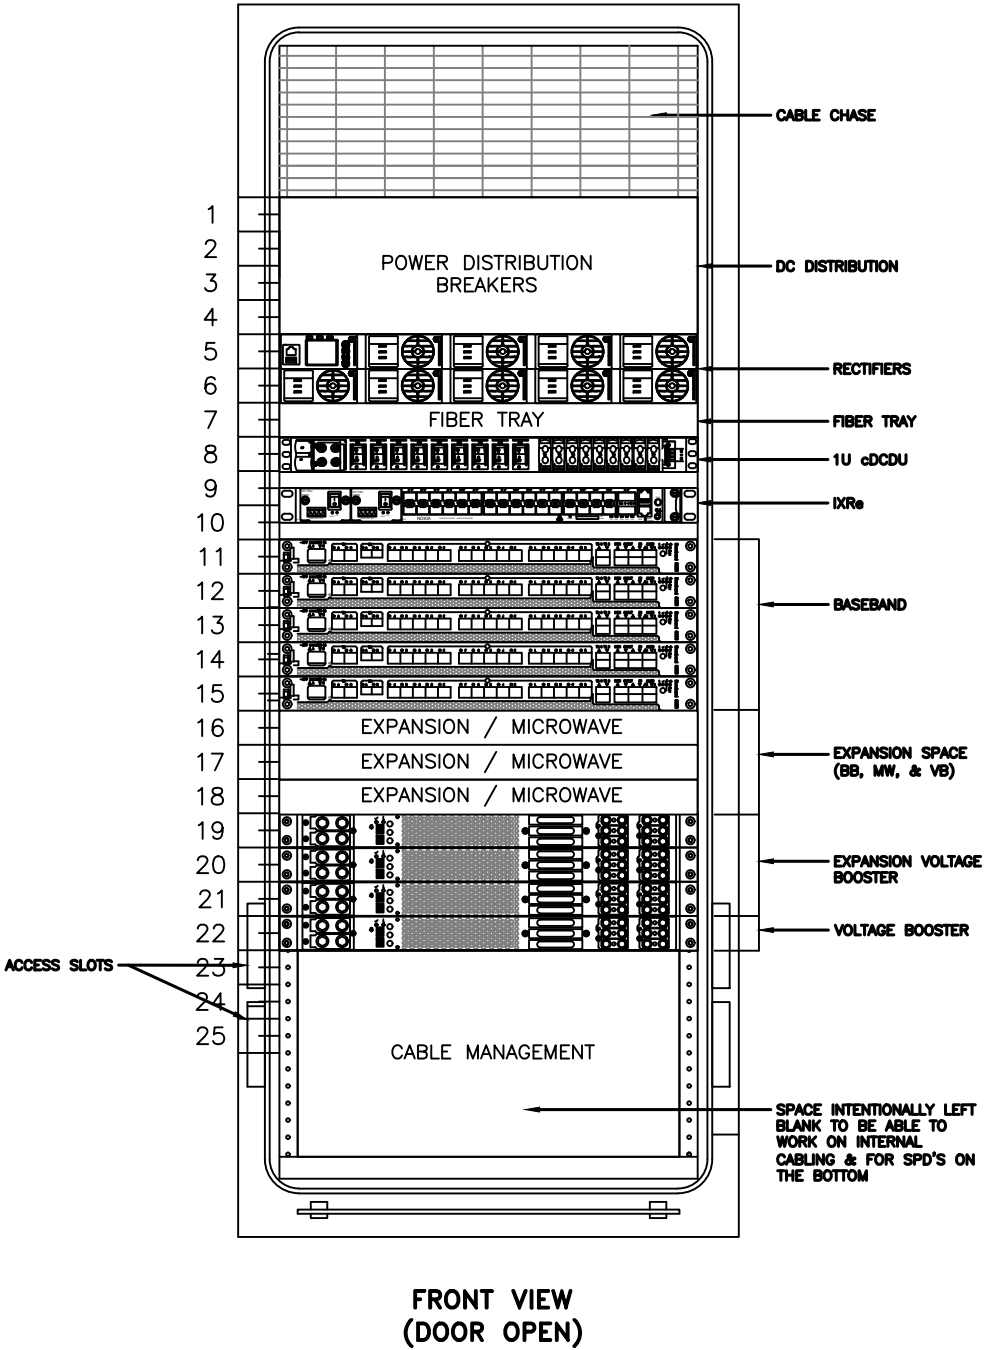 CABLE CHASE
1
2
3
4
POWER DISTRIBUTION
BREAKERS
DC DISTRIBUTION
5
6
RECTIFIERS
7
FIBER TRAY
FIBER TRAY
8
1U cDCDU
9
10
IXRe
NOKIA
11
12
13
14
15
BASEBAND
16
EXPANSION / MICROWAVE
17
EXPANSION / MICROWAVE
18
EXPANSION / MICROWAVE
EXPANSION SPACE
(BB, MW, & VB)
19
20
21
22
EXPANSION VOLTAGE
BOOSTER
VOLTAGE BOOSTER
ACCESS SLOTS
23
24
25
CABLE MANAGEMENT
SPACE INTENTIONALLY LEFT
BLANK TO BE ABLE TO
WORK ON INTERNAL
CABLING & FOR SPD'S ON
THE BOTTOM
FRONT VIEW
(DOOR OPEN)